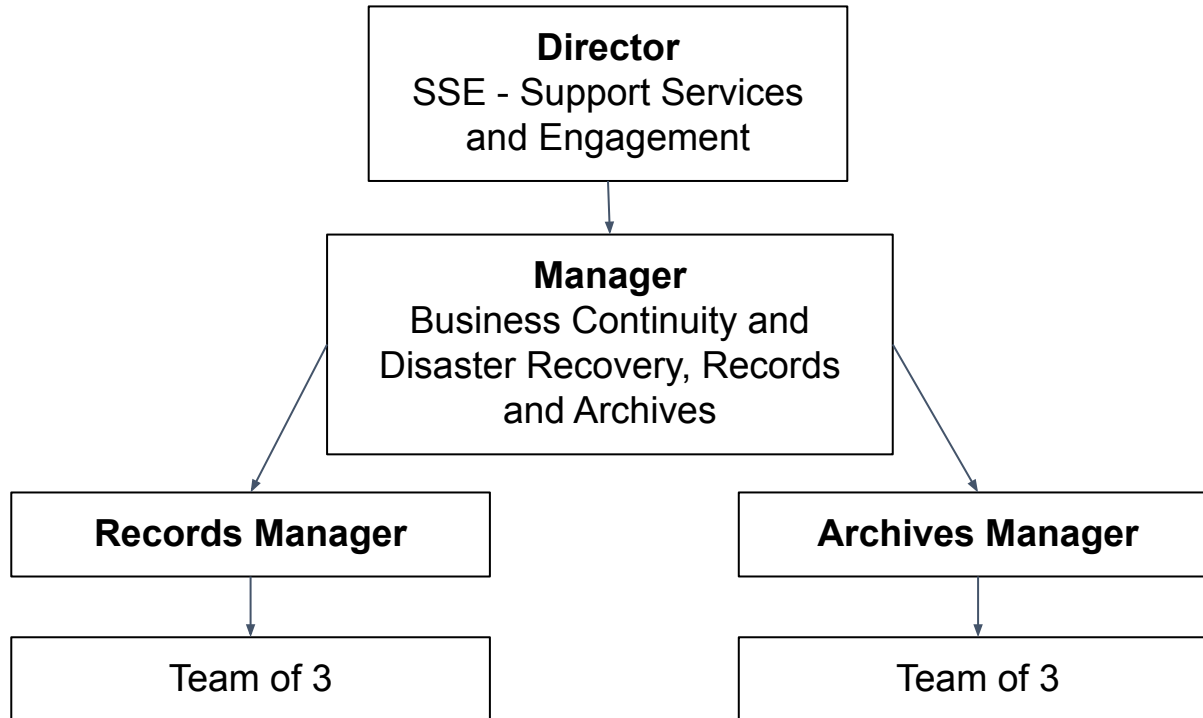 Director
SSE - Support Services
and Engagement
Manager
Business Continuity and
Disaster Recovery, Records
and Archives
Records Manager
Archives Manager
Team of 3
Team of 3